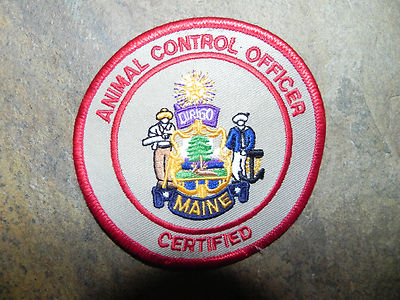 ANIMAL CONTROL OFFICER
DIRIGO
MAINE
CERTIFIED